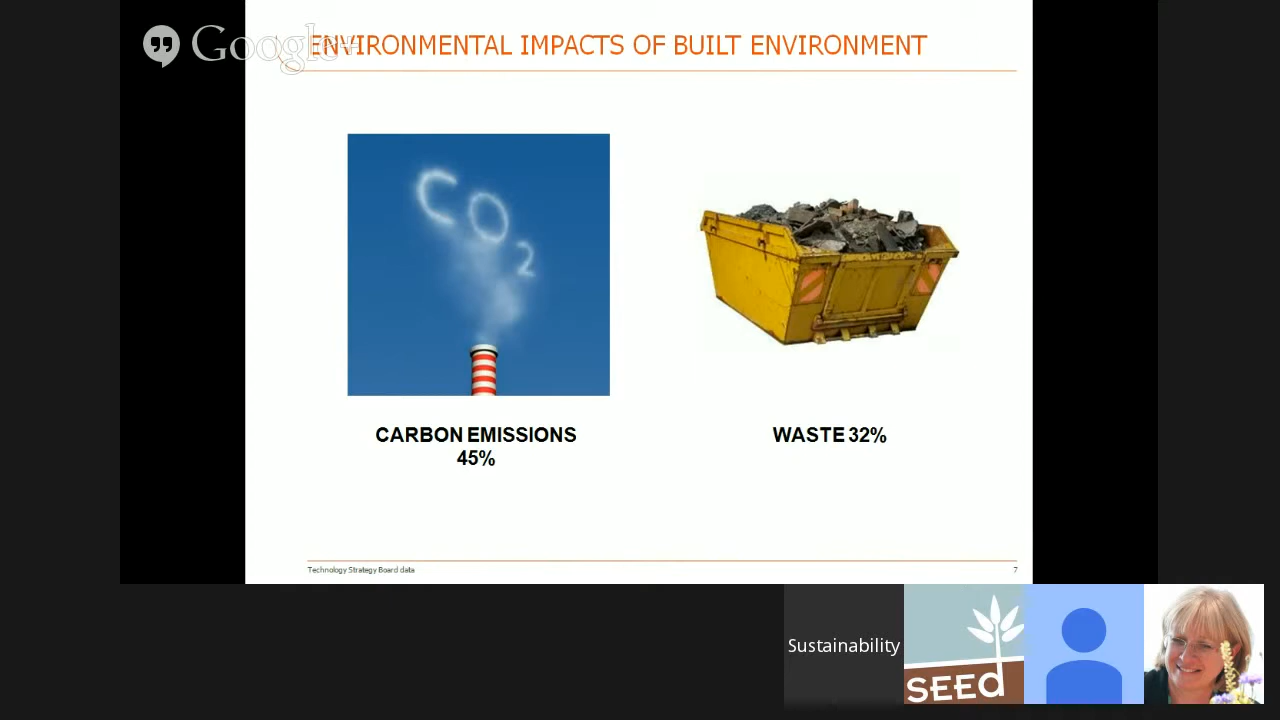 Google+
ENVIRONMENTAL IMPACTS OF BUILT ENVIRONMENT
CO2
CARBON EMISSIONS
45%
WASTE 32%
Technology Strategy Board data
7
Sustainability
SEEd